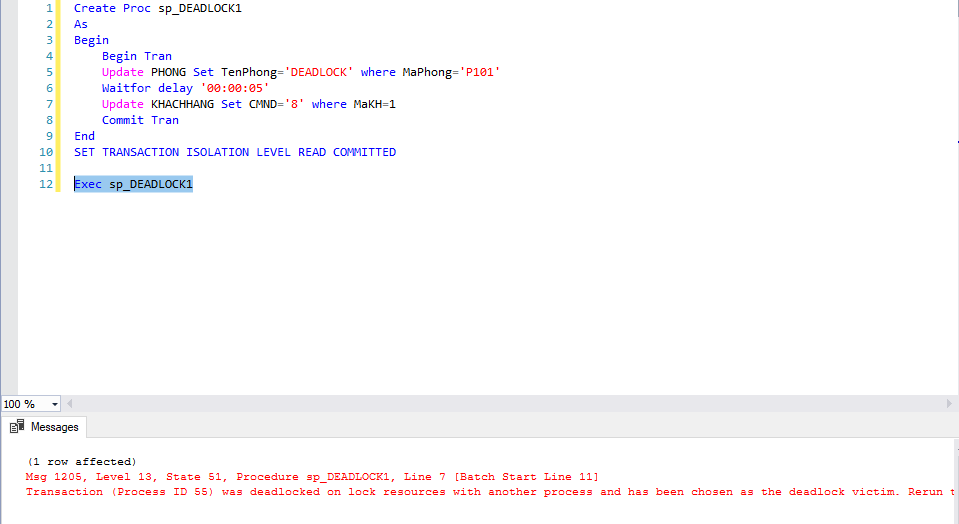 1 Create Proc sp_DEADLOCK1
2 As
3 Begin
4 Begin Tran
5 Update PHONG Set TenPhong='DEADLOCK' where MaPhong='P101'
6 Waitfor delay '00:00:05'
7 Update KHACHHANG Set CMND='8' where MaKH=1
8 Commit Tran
9 End
10 SET TRANSACTION ISOLATION LEVEL READ COMMITTED
11
12 Exec sp_DEADLOCK1
100 %
Messages
(1 row affected)
Msg 1205, Level 13, State 51, Procedure sp_DEADLOCK1, Line 7 [Batch Start Line 11]
Transaction (Process ID 55) was deadlocked on lock resources with another process and has been chosen as the deadlock victim. Rerun t